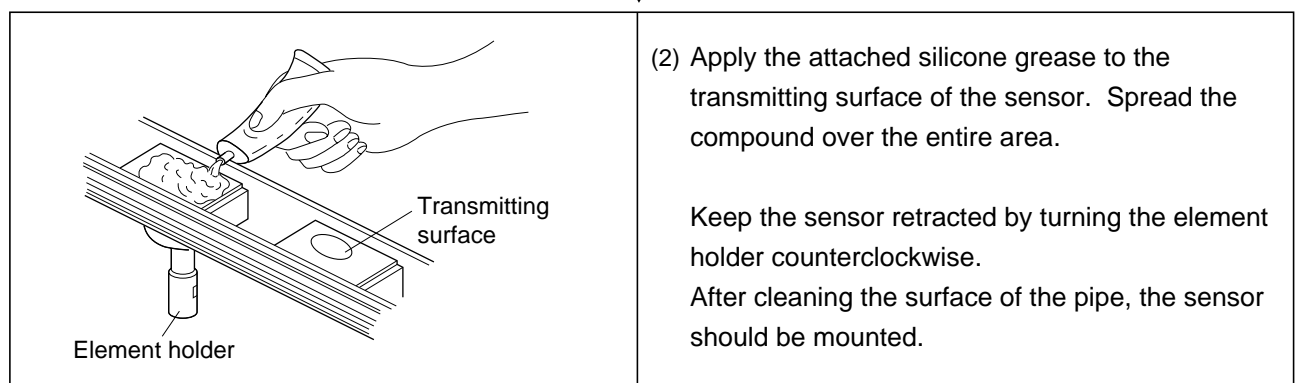 Transmitting
surface
Element holder
(2) Apply the attached silicone grease to the
transmitting surface of the sensor.  Spread the
compound over the entire area.
Keep the sensor retracted by turning the element
holder counterclockwise.
After cleaning the surface of the pipe, the sensor
should be mounted.